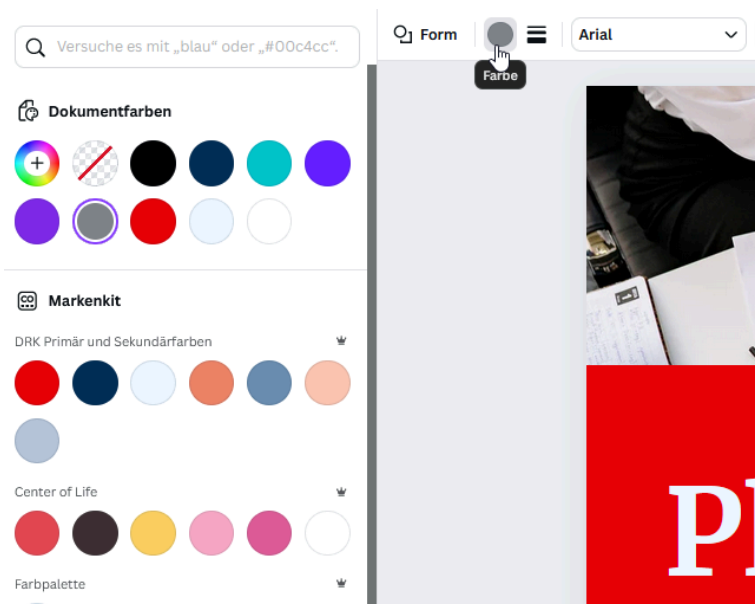 Versuche es mit „blau“ oder „#00c4cc“.
Form
Arial
Farbe
Dokumentfarben
Markenkit
DRK Primär und Sekundärfarben
Center of Life
Farbpalette
1